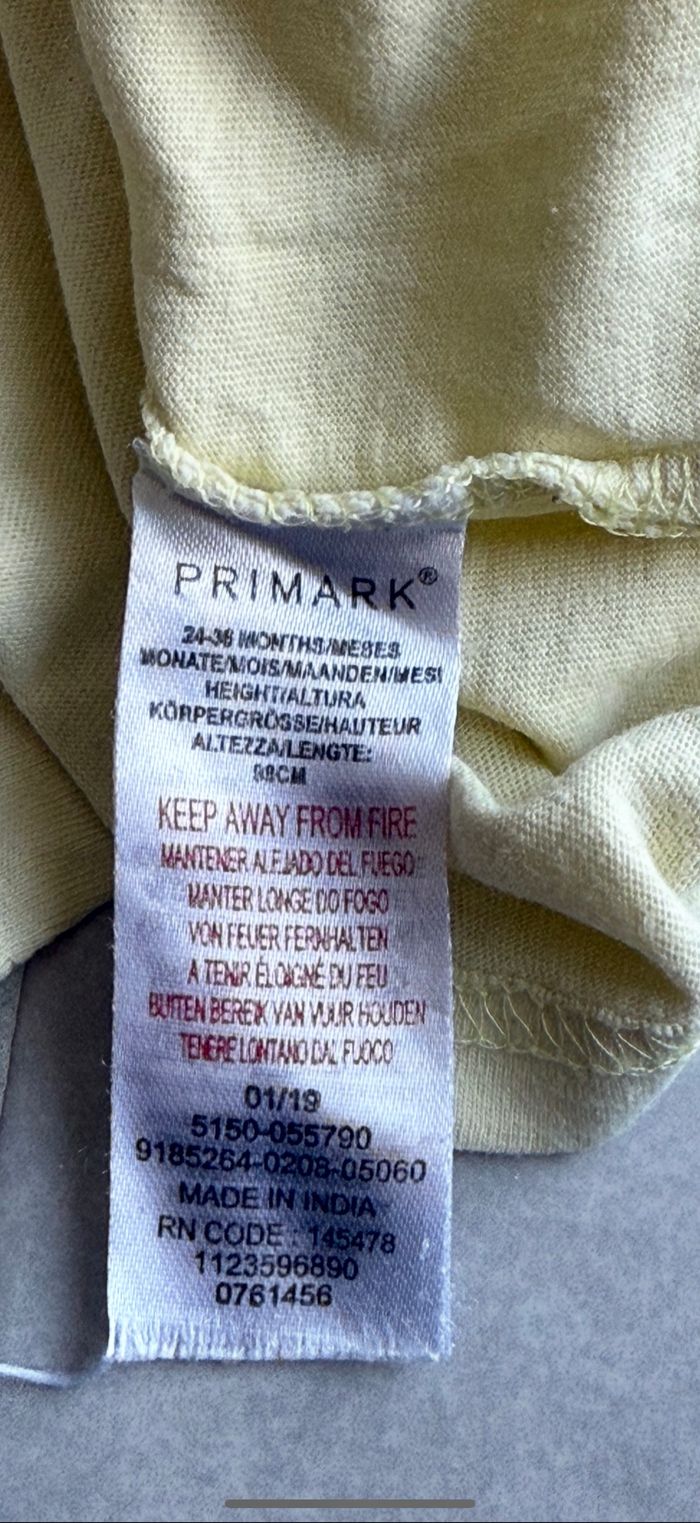 PRIMARK®
24-36 MONTHS/MESES
MONATE/MOIS/MAANDEN/MESI
HEIGHT/ALTURA
KÖRPERGRÖSSE/HAUTEUR
ALTEZZA/LENGTE:
98CM
KEEP AWAY FROM FIRE
MANTENER ALEJADO DEL FUEGO
MANTER LONGE DO FOGO
VON FEUER FERNHALTEN
A TENIR ÉLOIGNÉ DU FEU
BUITEN BEREIK VAN VUUR HOUDEN
TENERE LONTANO DAL FUOCO
01/19
5150-055790
9185264-0208-05060
MADE IN INDIA
RN CODE : 145478
1123596890
0761456